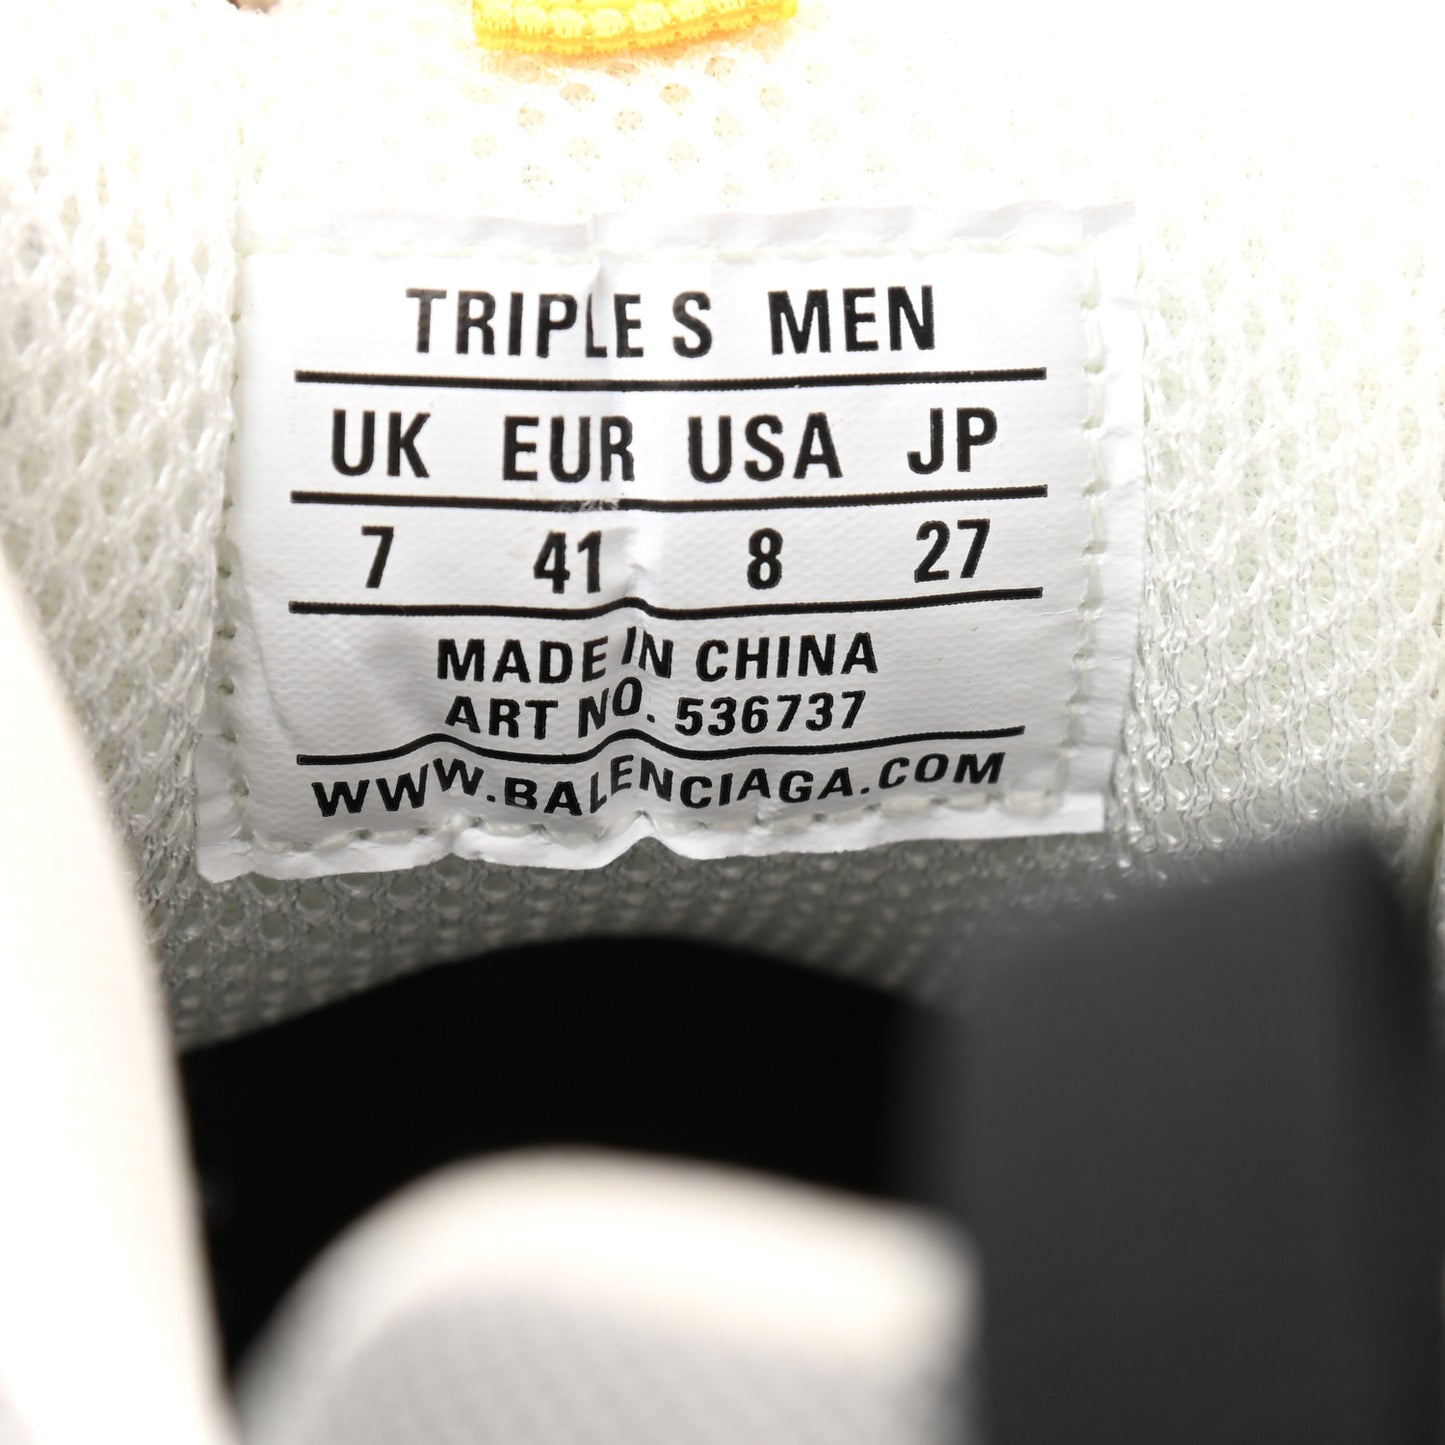 TRIPLE S MEN
UK EUR USA JP
7 41 8 27
MADE IN CHINA
ART NO. 536737
WWW.BALENCIAGA.COM